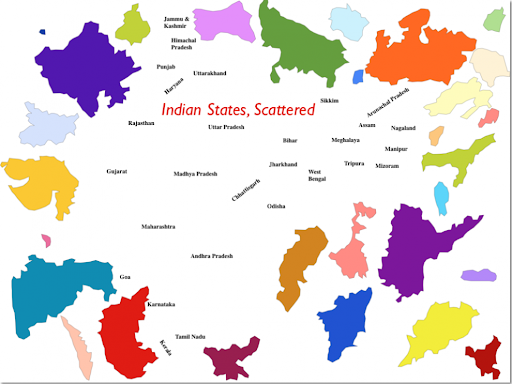 Jammu &
Kashmir
Himachal
Pradesh
Punjab
Haryana
Uttarakhand
Sikkim
Arunachal Pradesh
Indian States, Scattered
Rajasthan
Uttar Pradesh
Assam
Nagaland
Bihar
Meghalaya
Manipur
Jharkhand
West
Bengal
Tripura
Mizoram
Gujarat
Madhya Pradesh
Chhattisgarh
Odisha
Maharashtra
Andhra Pradesh
Goa
Karnataka
Kerala
Tamil Nadu